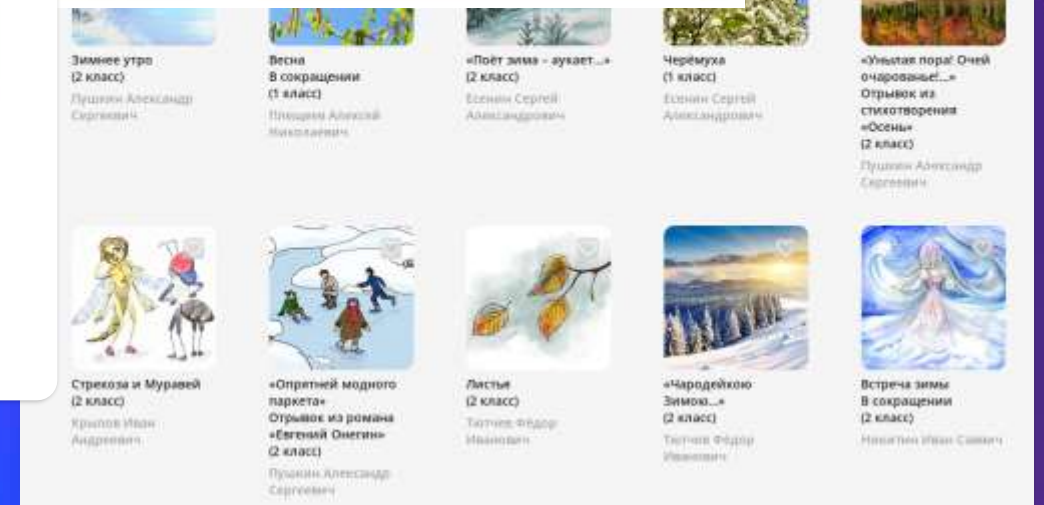 Зимнее утро
(2 класс)
Пушкин Александр
Сергеевич
Весна
В сокращении
(1 класс)
Плещеев Алексей
Николаевич
«Поёт зима – аукает...»
(2 класс)
Есенин Сергей
Александрович
Черёмуха
(1 класс)
Есенин Сергей
Александрович
«Унылая пора! Очей
очарованье!...»
Отрывок из
стихотворения
«Осень»
(2 класс)
Пушкин Александр
Сергеевич
Стрекоза и Муравей
(2 класс)
Крылов Иван
Андреевич
«Опрятней модного
паркета»
Отрывок из романа
«Евгений Онегин»
(2 класс)
Пушкин Александр
Сергеевич
Листья
(2 класс)
Тютчев Фёдор
Иванович
«Чародейкою
Зимою...»
(2 класс)
Тютчев Фёдор
Иванович
Встреча зимы
В сокращении
(2 класс)
Никитин Иван Саввич